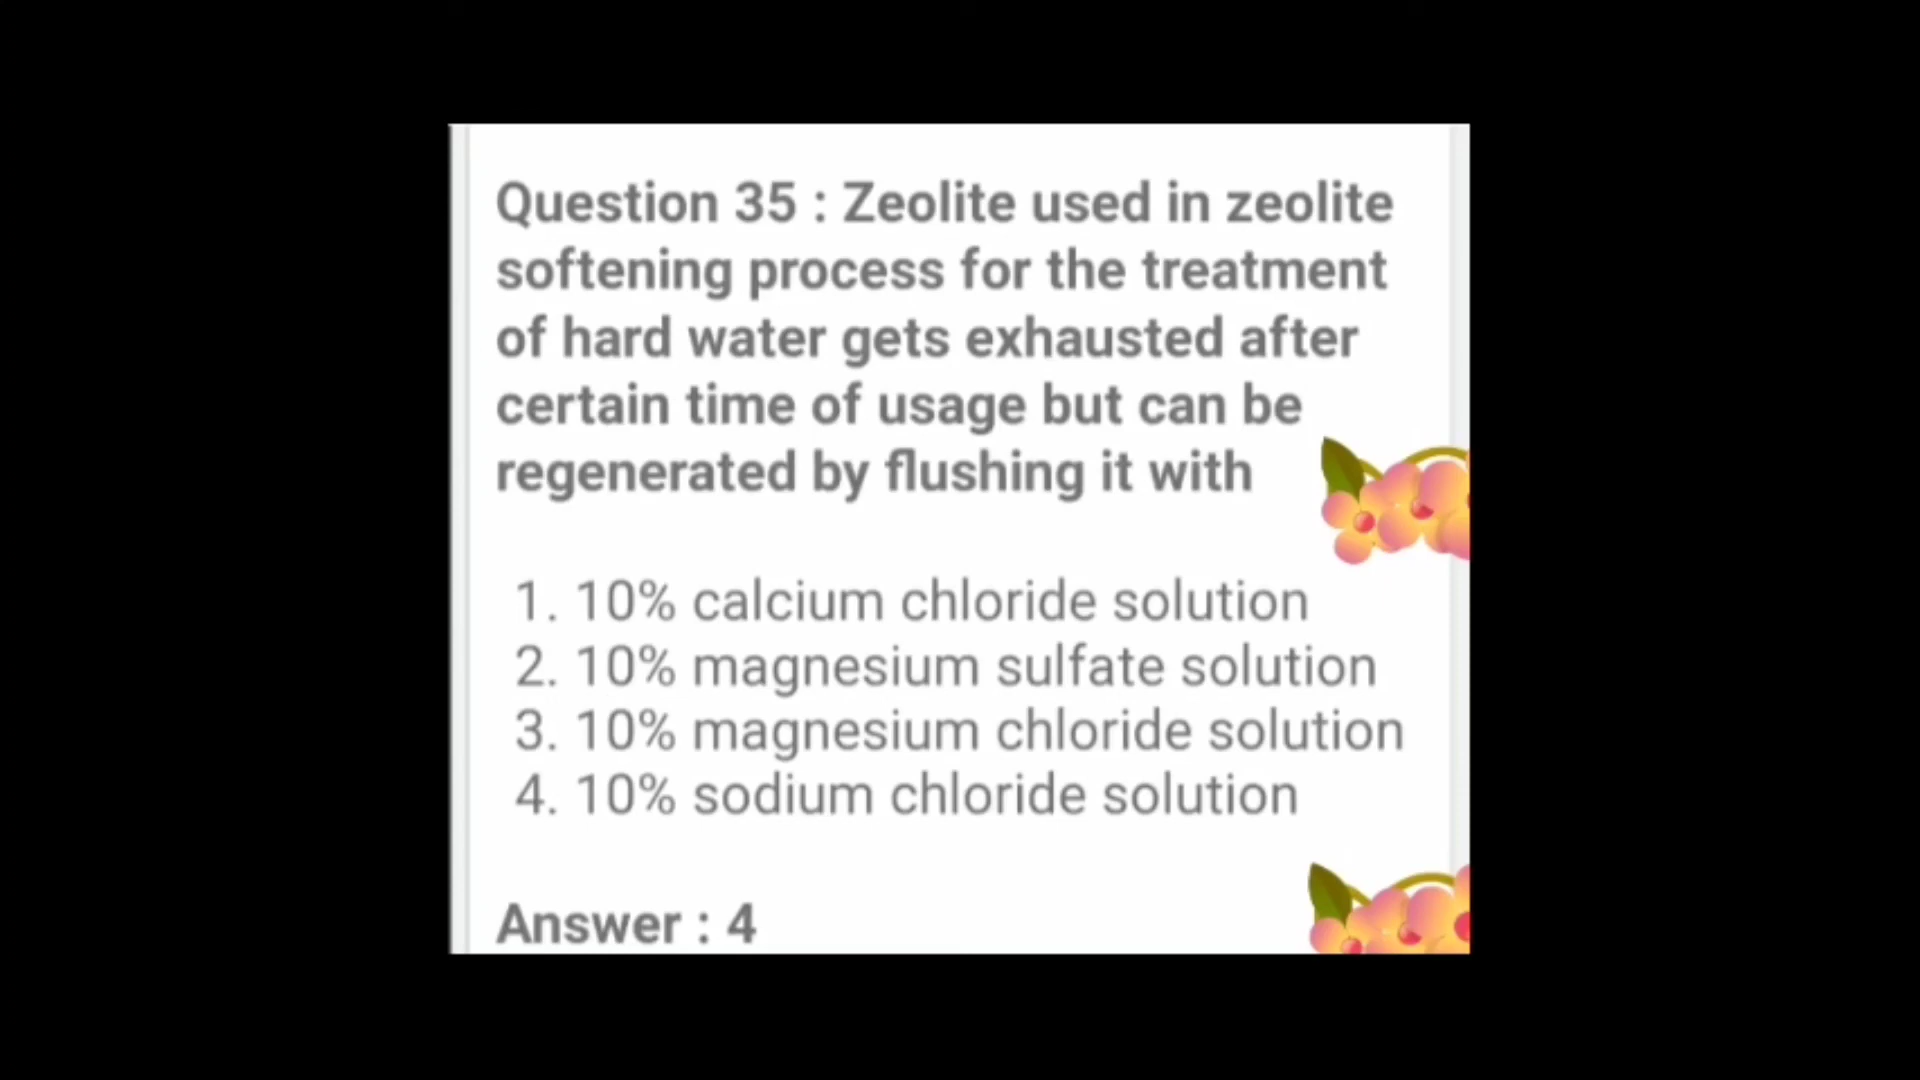 Question 35 : Zeolite used in zeolite
softening process for the treatment
of hard water gets exhausted after
certain time of usage but can be
regenerated by flushing it with
1. 10% calcium chloride solution
2. 10% magnesium sulfate solution
3. 10% magnesium chloride solution
4. 10% sodium chloride solution
Answer : 4